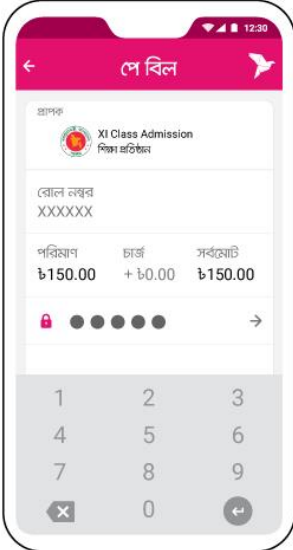 12:30
পে বিল
প্রাপক
XI Class Admission
শিক্ষা প্রতিষ্ঠান
রোল নম্বর
XXXXXX
পরিমাণ চার্জ সর্বমোট
৳150.00 + ৳0.00 ৳150.00
1 2 3
4 5 6
7 8 9
0